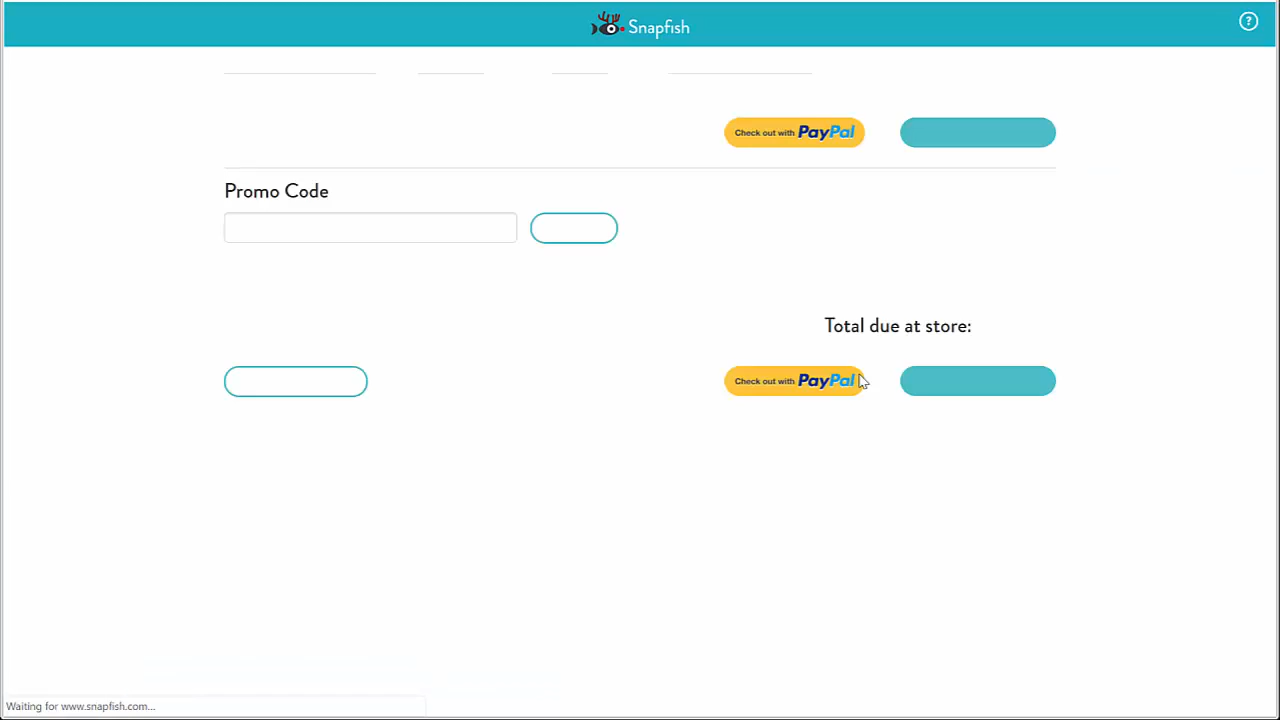 Snapfish
?
Check out with PayPal
Promo Code
Total due at store:
Check out with PayPal
Waiting for www.snapfish.com...